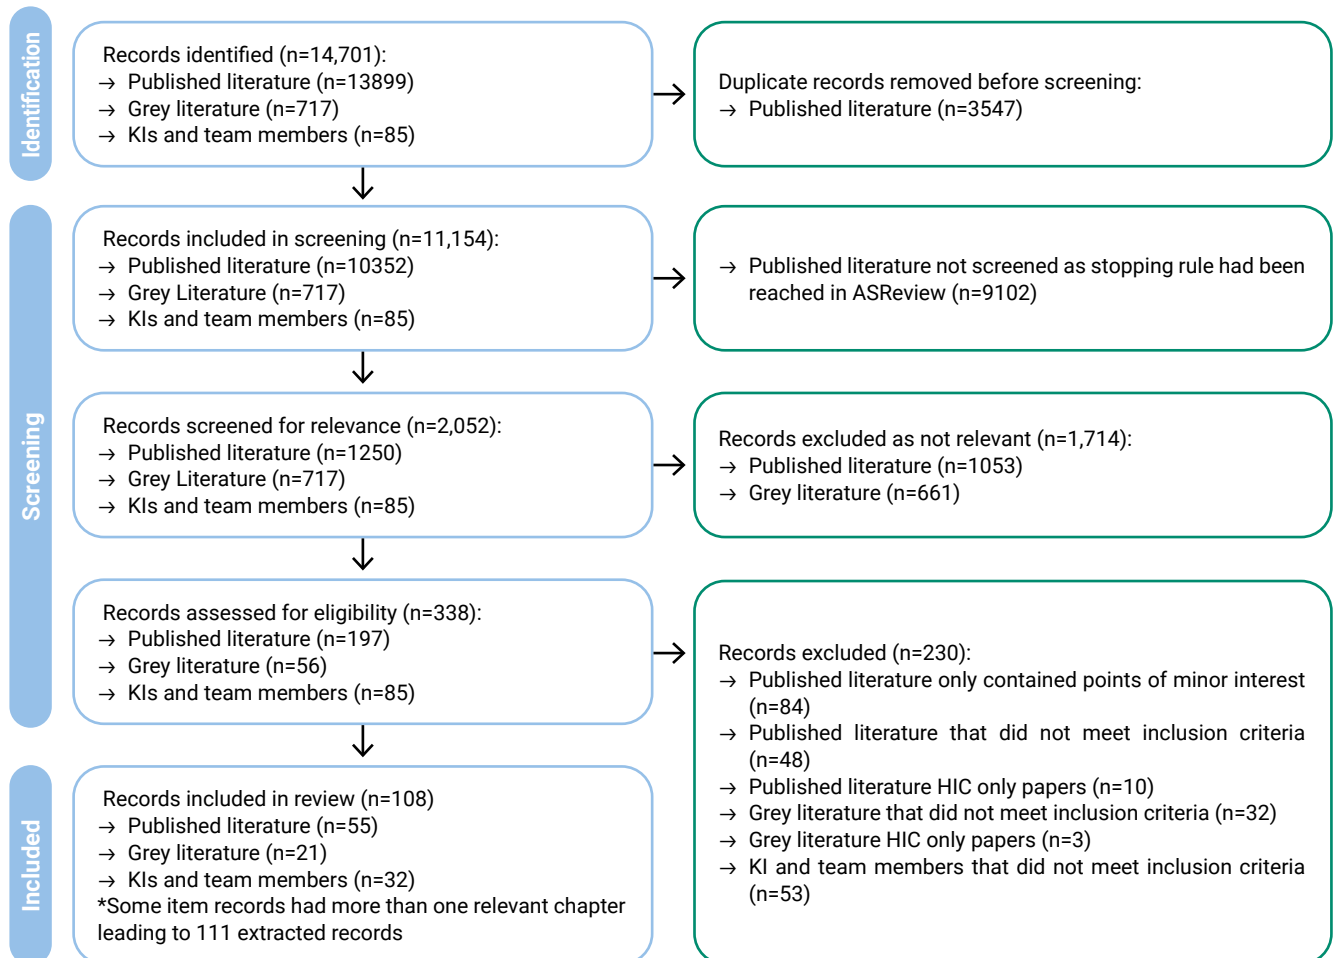 Identification
Records identified (n=14,701):
→ Published literature (n=13899)
→ Grey literature (n=717)
→ KIs and team members (n=85)
Duplicate records removed before screening:
→ Published literature (n=3547)
Screening
Records included in screening (n=11,154):
→ Published literature (n=10352)
→ Grey Literature (n=717)
→ KIs and team members (n=85)
→ Published literature not screened as stopping rule had been
reached in ASReview (n=9102)
Records screened for relevance (n=2,052):
→ Published literature (n=1250)
→ Grey Literature (n=717)
→ KIs and team members (n=85)
Records excluded as not relevant (n=1,714):
→ Published literature (n=1053)
→ Grey literature (n=661)
Records assessed for eligibility (n=338):
→ Published literature (n=197)
→ Grey literature (n=56)
→ KIs and team members (n=85)
Records excluded (n=230):
→ Published literature only contained points of minor interest
(n=84)
→ Published literature that did not meet inclusion criteria
(n=48)
→ Published literature HIC only papers (n=10)
→ Grey literature that did not meet inclusion criteria (n=32)
→ Grey literature HIC only papers (n=3)
→ KI and team members that did not meet inclusion criteria
(n=53)
Included
Records included in review (n=108)
→ Published literature (n=55)
→ Grey literature (n=21)
→ KIs and team members (n=32)
*Some item records had more than one relevant chapter
leading to 111 extracted records